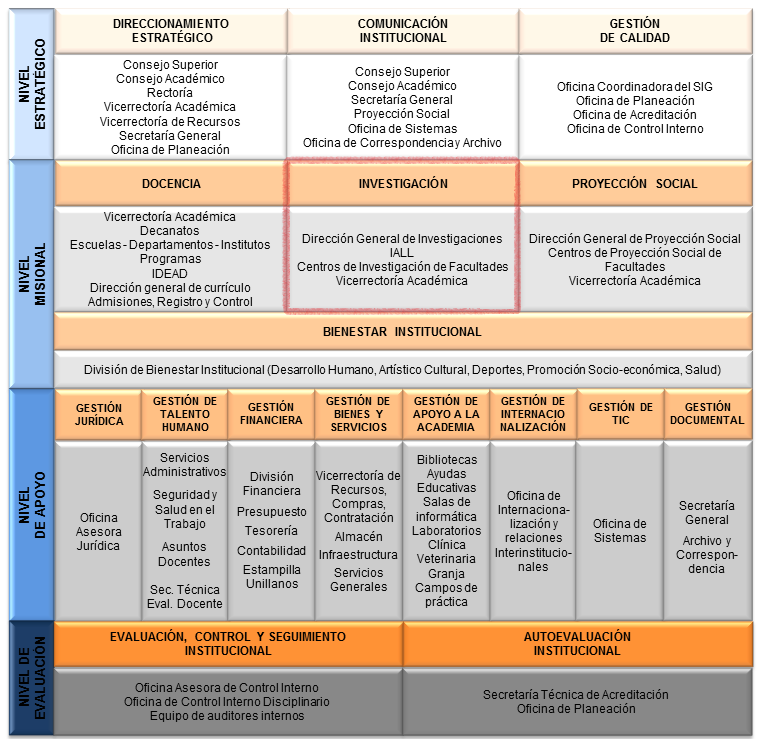 NIVEL
ESTRATÉGICO
DIRECCIONAMIENTO
ESTRATÉGICO
Consejo Superior
Consejo Académico
Rectoría
Vicerrectoría Académica
Vicerrectoría de Recursos
Secretaría General
Oficina de Planeación
COMUNICACIÓN
INSTITUCIONAL
Consejo Superior
Consejo Académico
Secretaría General
Proyección Social
Oficina de Sistemas
Oficina de Correspondencia y Archivo
GESTIÓN
DE CALIDAD
Oficina Coordinadora del SIG
Oficina de Planeación
Oficina de Acreditación
Oficina de Control Interno
NIVEL
MISIONAL
DOCENCIA
Vicerrectoría Académica
Decanatos
Escuelas - Departamentos - Institutos
Programas
IDEAD
Dirección general de currículo
Admisiones, Registro y Control
INVESTIGACIÓN
Dirección General de Investigaciones
IALL
Centros de Investigación de Facultades
Vicerrectoría Académica
PROYECCIÓN SOCIAL
Dirección General de Proyección Social
Centros de Proyección Social de
Facultades
Vicerrectoría Académica
BIENESTAR INSTITUCIONAL
División de Bienestar Institucional (Desarrollo Humano, Artístico Cultural, Deportes, Promoción Socio-económica, Salud)
NIVEL
DE APOYO
GESTIÓN
JURÍDICA
Oficina
Asesora
Jurídica
GESTIÓN DE
TALENTO
HUMANO
Servicios
Administrativos
Seguridad y
Salud en el
Trabajo
Asuntos
Docentes
Sec. Técnica
Eval. Docente
GESTIÓN
FINANCIERA
División
Financiera
Presupuesto
Tesorería
Contabilidad
Estampilla
Unillanos
GESTIÓN DE
BIENES Y
SERVICIOS
Vicerrectoría de
Recursos,
Compras,
Contratación
Almacén
Infraestructura
Servicios
Generales
GESTIÓN DE
APOYO A LA
ACADEMIA
Bibliotecas
Ayudas
Educativas
Salas de
informática
Laboratorios
Clínica
Veterinaria
Granja
Campos de
práctica
GESTIÓN DE
INTERNACIO
NALIZACIÓN
Oficina de
Internaciona-
lización y
relaciones
Interinstitucio-
nales
GESTIÓN DE
TIC
Oficina de
Sistemas
GESTIÓN
DOCUMENTAL
Secretaría
General
Archivo y
Correspon-
dencia
NIVEL DE
EVALUACIÓN
EVALUACIÓN, CONTROL Y SEGUIMIENTO
INSTITUCIONAL
Oficina Asesora de Control Interno
Oficina de Control Interno Disciplinario
Equipo de auditores internos
AUTOEVALUACIÓN
INSTITUCIONAL
Secretaría Técnica de Acreditación
Oficina de Planeación